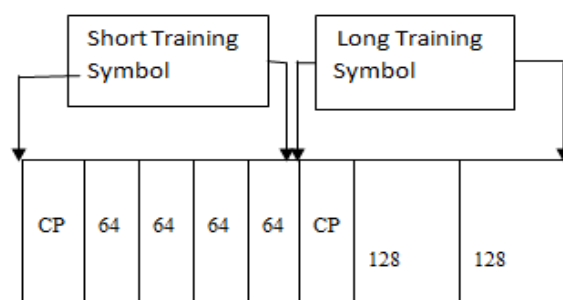 Short Training
Symbol
Long Training
Symbol
CP 64 64 64 64 CP
128 128